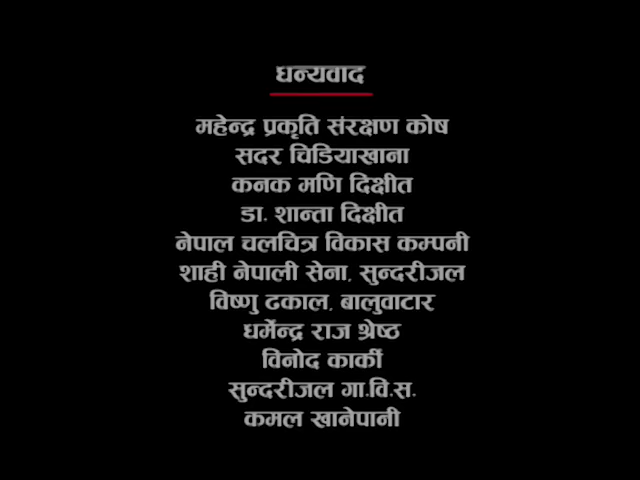 धन्यवाद
महेन्द्र प्रकृति संरक्षण कोष
सदर चिडियाखाना
कनक मणि दिक्षीत
डा. शान्ता दिक्षीत
नेपाल चलचित्र विकास कम्पनी
शाही नेपाली सेना, सुन्दरीजल
विष्णु ढकाल, बालुवाटार
धर्मेन्द्र राज श्रेष्ठ
विनोद कार्की
सुन्दरीजल गा.वि.स.
कमल खानेपानी